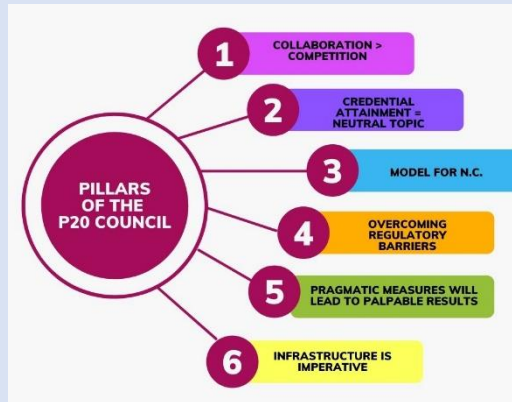 PILLARS
OF THE
P20 COUNCIL
1
COLLABORATION >
COMPETITION
2
CREDENTIAL
ATTAINMENT =
NEUTRAL TOPIC
3
MODEL FOR N.C.
4
OVERCOMING
REGULATORY
BARRIERS
5
PRAGMATIC MEASURES WILL
LEAD TO PALPABLE RESULTS
6
INFRASTRUCTURE IS
IMPERATIVE